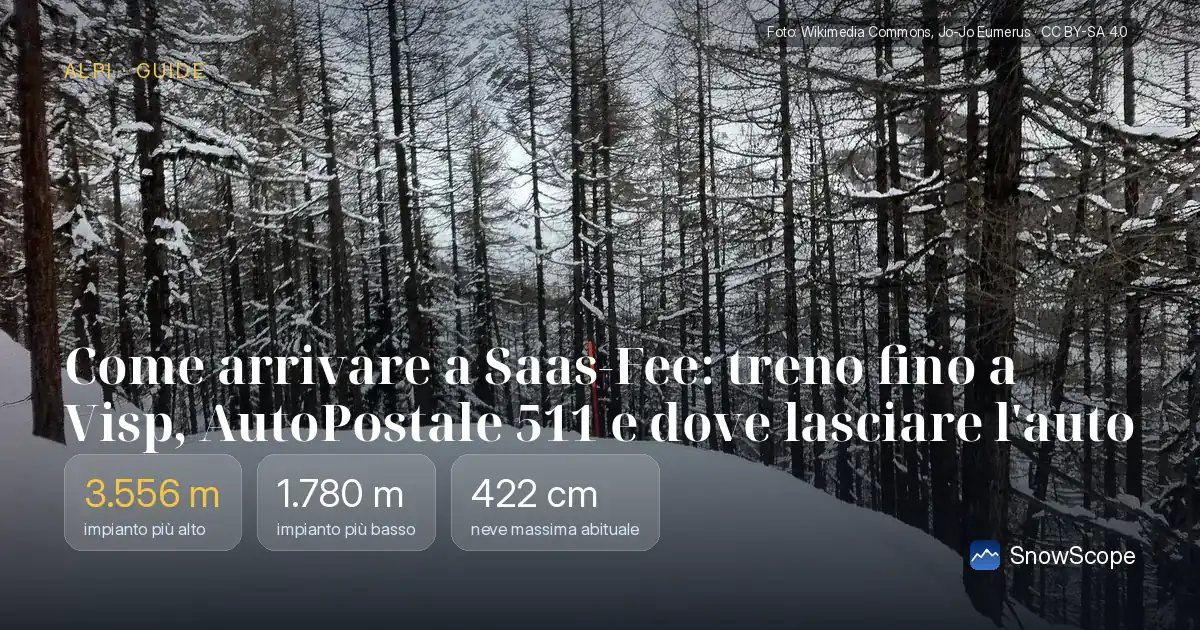 Foto: Wikimedia Commons, Jo-Jo Eumerus · CC BY-SA 4.0
ALPI · GUIDE
Come arrivare a Saas-Fee: treno fino a
Visp, AutoPostale 511 e dove lasciare l'auto
3.556 m
impianto più alto
1.780 m
impianto più basso
422 cm
neve massima abituale
SnowScope